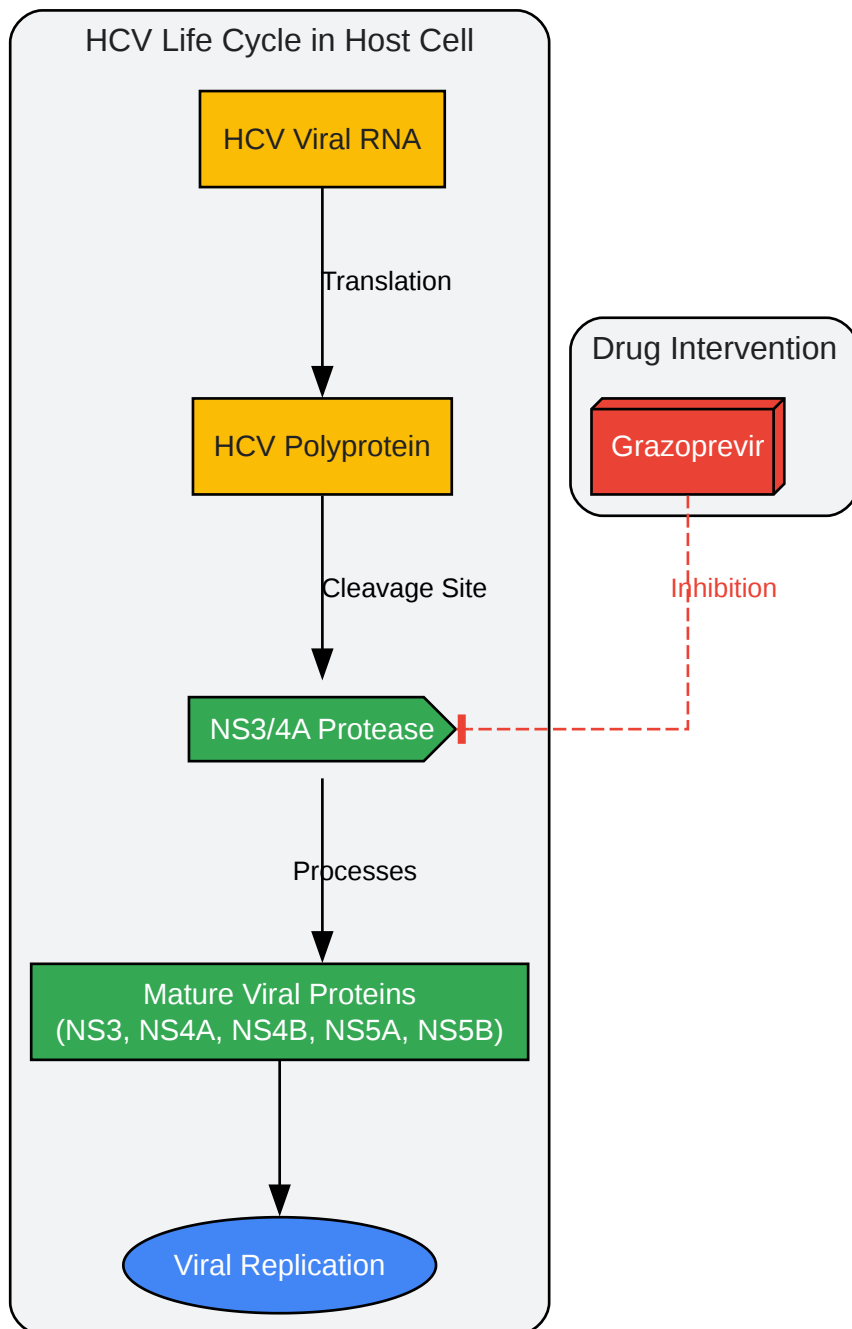 HCV Life Cycle in Host Cell
HCV Viral RNA
Translation
Drug Intervention
HCV Polyprotein
Grazoprevir
Cleavage Site
Inhibition
NS3/4A Protease
Processes
Mature Viral Proteins
(NS3, NS4A, NS4B, NS5A, NS5B)
Viral Replication